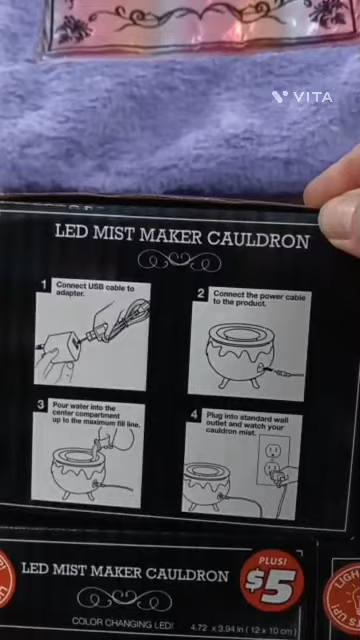 VITA
LED MIST MAKER CAULDRON
1 Connect USB cable to
adapter.
2 Connect the power cable
to the product.
3 Pour water into the
center compartment
up to the maximum fill line.
4 Plug into standard wall
outlet and watch your
cauldron mist.
LED MIST MAKER CAULDRON
PLUS!
$5
COLOR CHANGING LED!
4.72 x 3.94 in (12 x 10 cm)
LIGH
UPS!